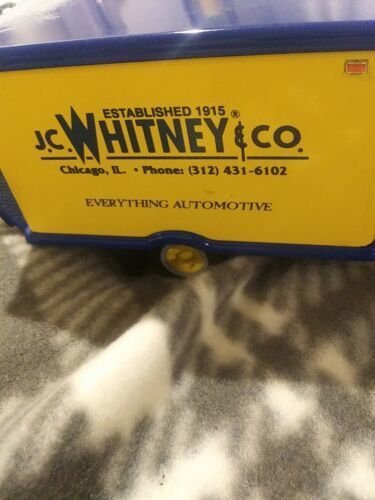 ESTABLISHED 1915
J.C. WHITNEY & CO.®
Chicago, IL. • Phone: (312) 431-6102
EVERYTHING AUTOMOTIVE